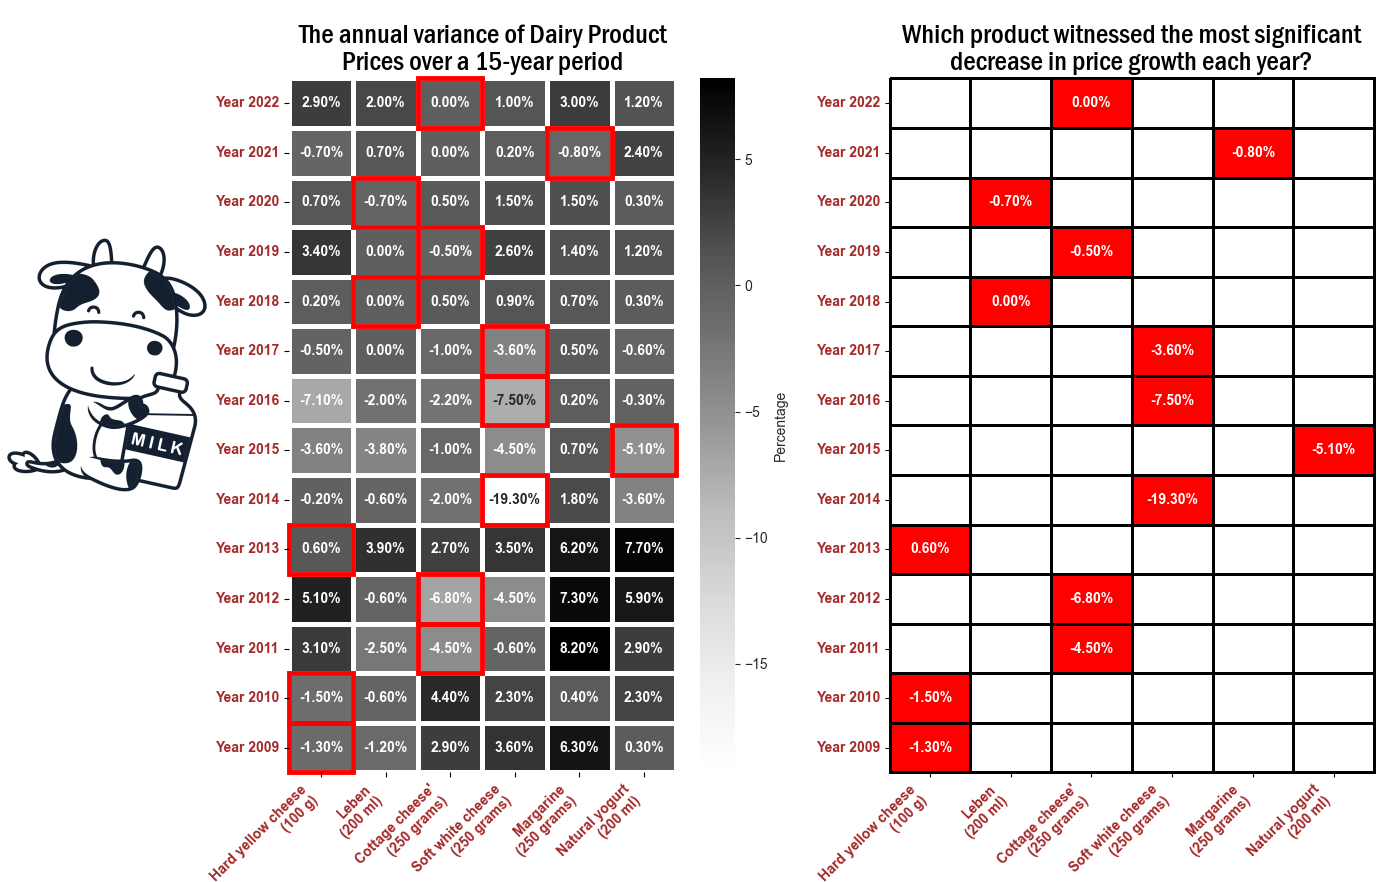 The annual variance of Dairy Product
Prices over a 15-year period
Year 2022 2.90% 2.00% 0.00% 1.00% 3.00% 1.20%
Year 2021 -0.70% 0.70% 0.00% 0.20% -0.80% 2.40%
Year 2020 0.70% -0.70% 0.50% 1.50% 1.50% 0.30%
Year 2019 3.40% 0.00% -0.50% 2.60% 1.40% 1.20%
Year 2018 0.20% 0.00% 0.50% 0.90% 0.70% 0.30%
Year 2017 -0.50% 0.00% -1.00% -3.60% 0.50% -0.60%
Year 2016 -7.10% -2.00% -2.20% -7.50% 0.20% -0.30%
Year 2015 -3.60% -3.80% -1.00% -4.50% 0.70% -5.10%
Year 2014 -0.20% -0.60% -2.00% -19.30% 1.80% -3.60%
Year 2013 0.60% 3.90% 2.70% 3.50% 6.20% 7.70%
Year 2012 5.10% -0.60% -6.80% -4.50% 7.30% 5.90%
Year 2011 3.10% -2.50% -4.50% -0.60% 8.20% 2.90%
Year 2010 -1.50% -0.60% 4.40% 2.30% 0.40% 2.30%
Year 2009 -1.30% -1.20% 2.90% 3.60% 6.30% 0.30%
Hard yellow cheese
(100 g)
Leben
(200 ml)
Cottage cheese'
(250 grams)
Soft white cheese
(250 grams)
Margarine
(250 grams)
Natural yogurt
(200 ml)
5
0
−5
−10
−15
Percentage
Which product witnessed the most significant
decrease in price growth each year?
Year 2022 0.00%
Year 2021 -0.80%
Year 2020 -0.70%
Year 2019 -0.50%
Year 2018 0.00%
Year 2017 -3.60%
Year 2016 -7.50%
Year 2015 -5.10%
Year 2014 -19.30%
Year 2013 0.60%
Year 2012 -6.80%
Year 2011 -4.50%
Year 2010 -1.50%
Year 2009 -1.30%
Hard yellow cheese
(100 g)
Leben
(200 ml)
Cottage cheese'
(250 grams)
Soft white cheese
(250 grams)
Margarine
(250 grams)
Natural yogurt
(200 ml)
MILK